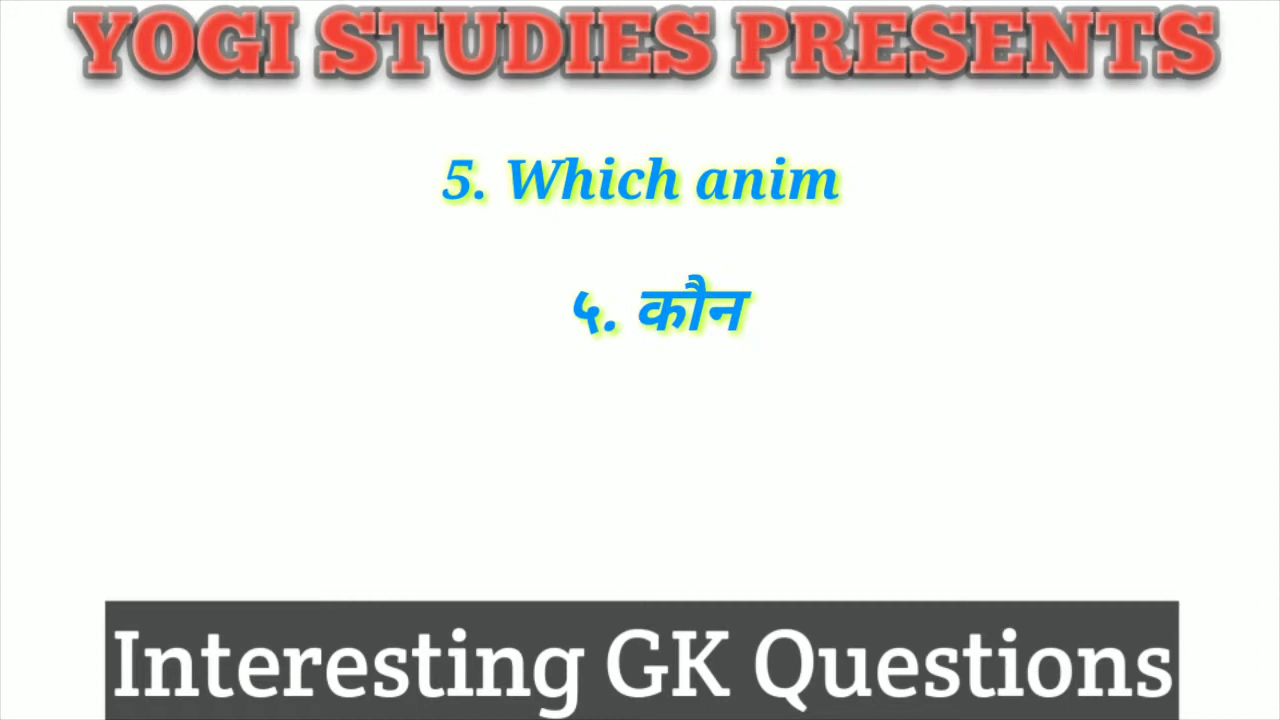 YOGI STUDIES PRESENTS
5. Which anim
५. कौन
Interesting GK Questions